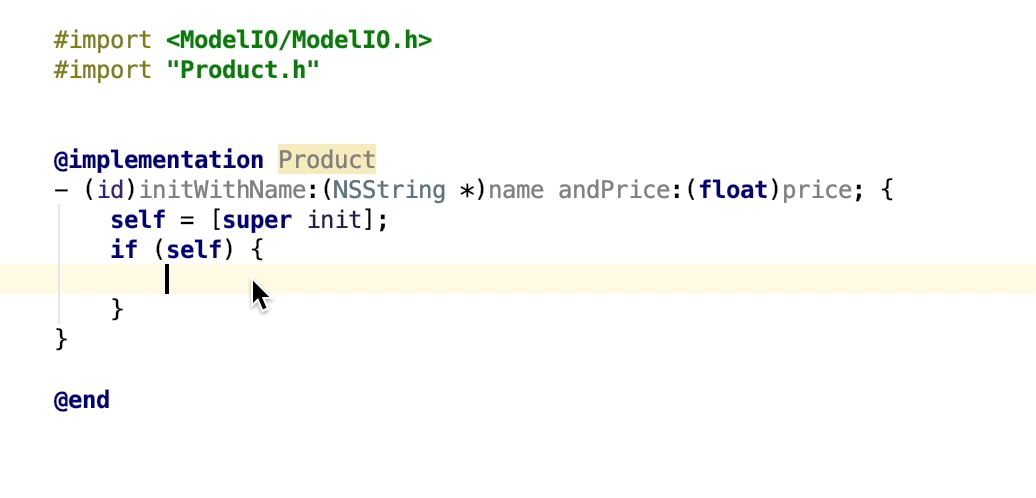 #import <ModelIO/ModelIO.h>
#import "Product.h"
@implementation Product
- (id)initWithName:(NSString *)name andPrice:(float)price; {
self = [super init];
if (self) {
}
}
@end